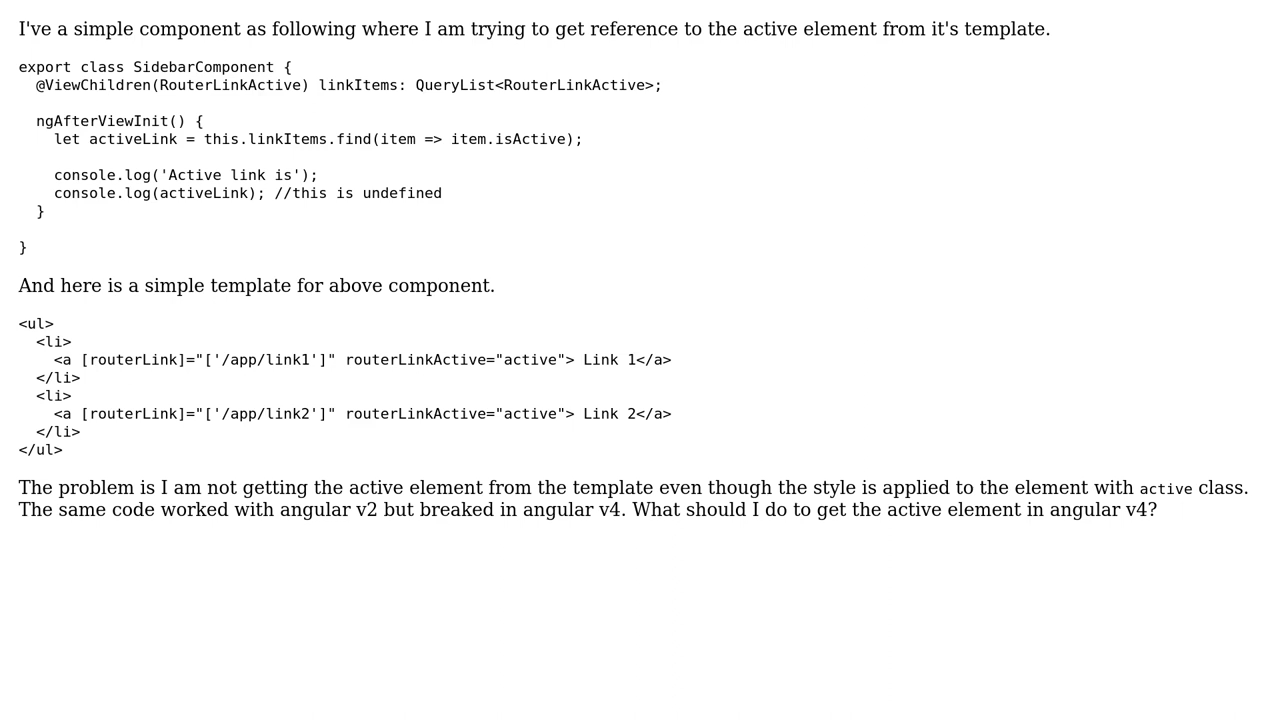 I've a simple component as following where I am trying to get reference to the active element from it's template.
export class SidebarComponent {
  @ViewChildren(RouterLinkActive) linkItems: QueryList<RouterLinkActive>;
  ngAfterViewInit() {
    let activeLink = this.linkItems.find(item => item.isActive);
    console.log('Active link is');
    console.log(activeLink); //this is undefined
  }
}
And here is a simple template for above component.
<ul>
  <li>
    <a [routerLink]="['/app/link1']" routerLinkActive="active"> Link 1</a>
  </li>
  <li>
    <a [routerLink]="['/app/link2']" routerLinkActive="active"> Link 2</a>
  </li>
</ul>
The problem is I am not getting the active element from the template even though the style is applied to the element with active class.
The same code worked with angular v2 but breaked in angular v4. What should I do to get the active element in angular v4?